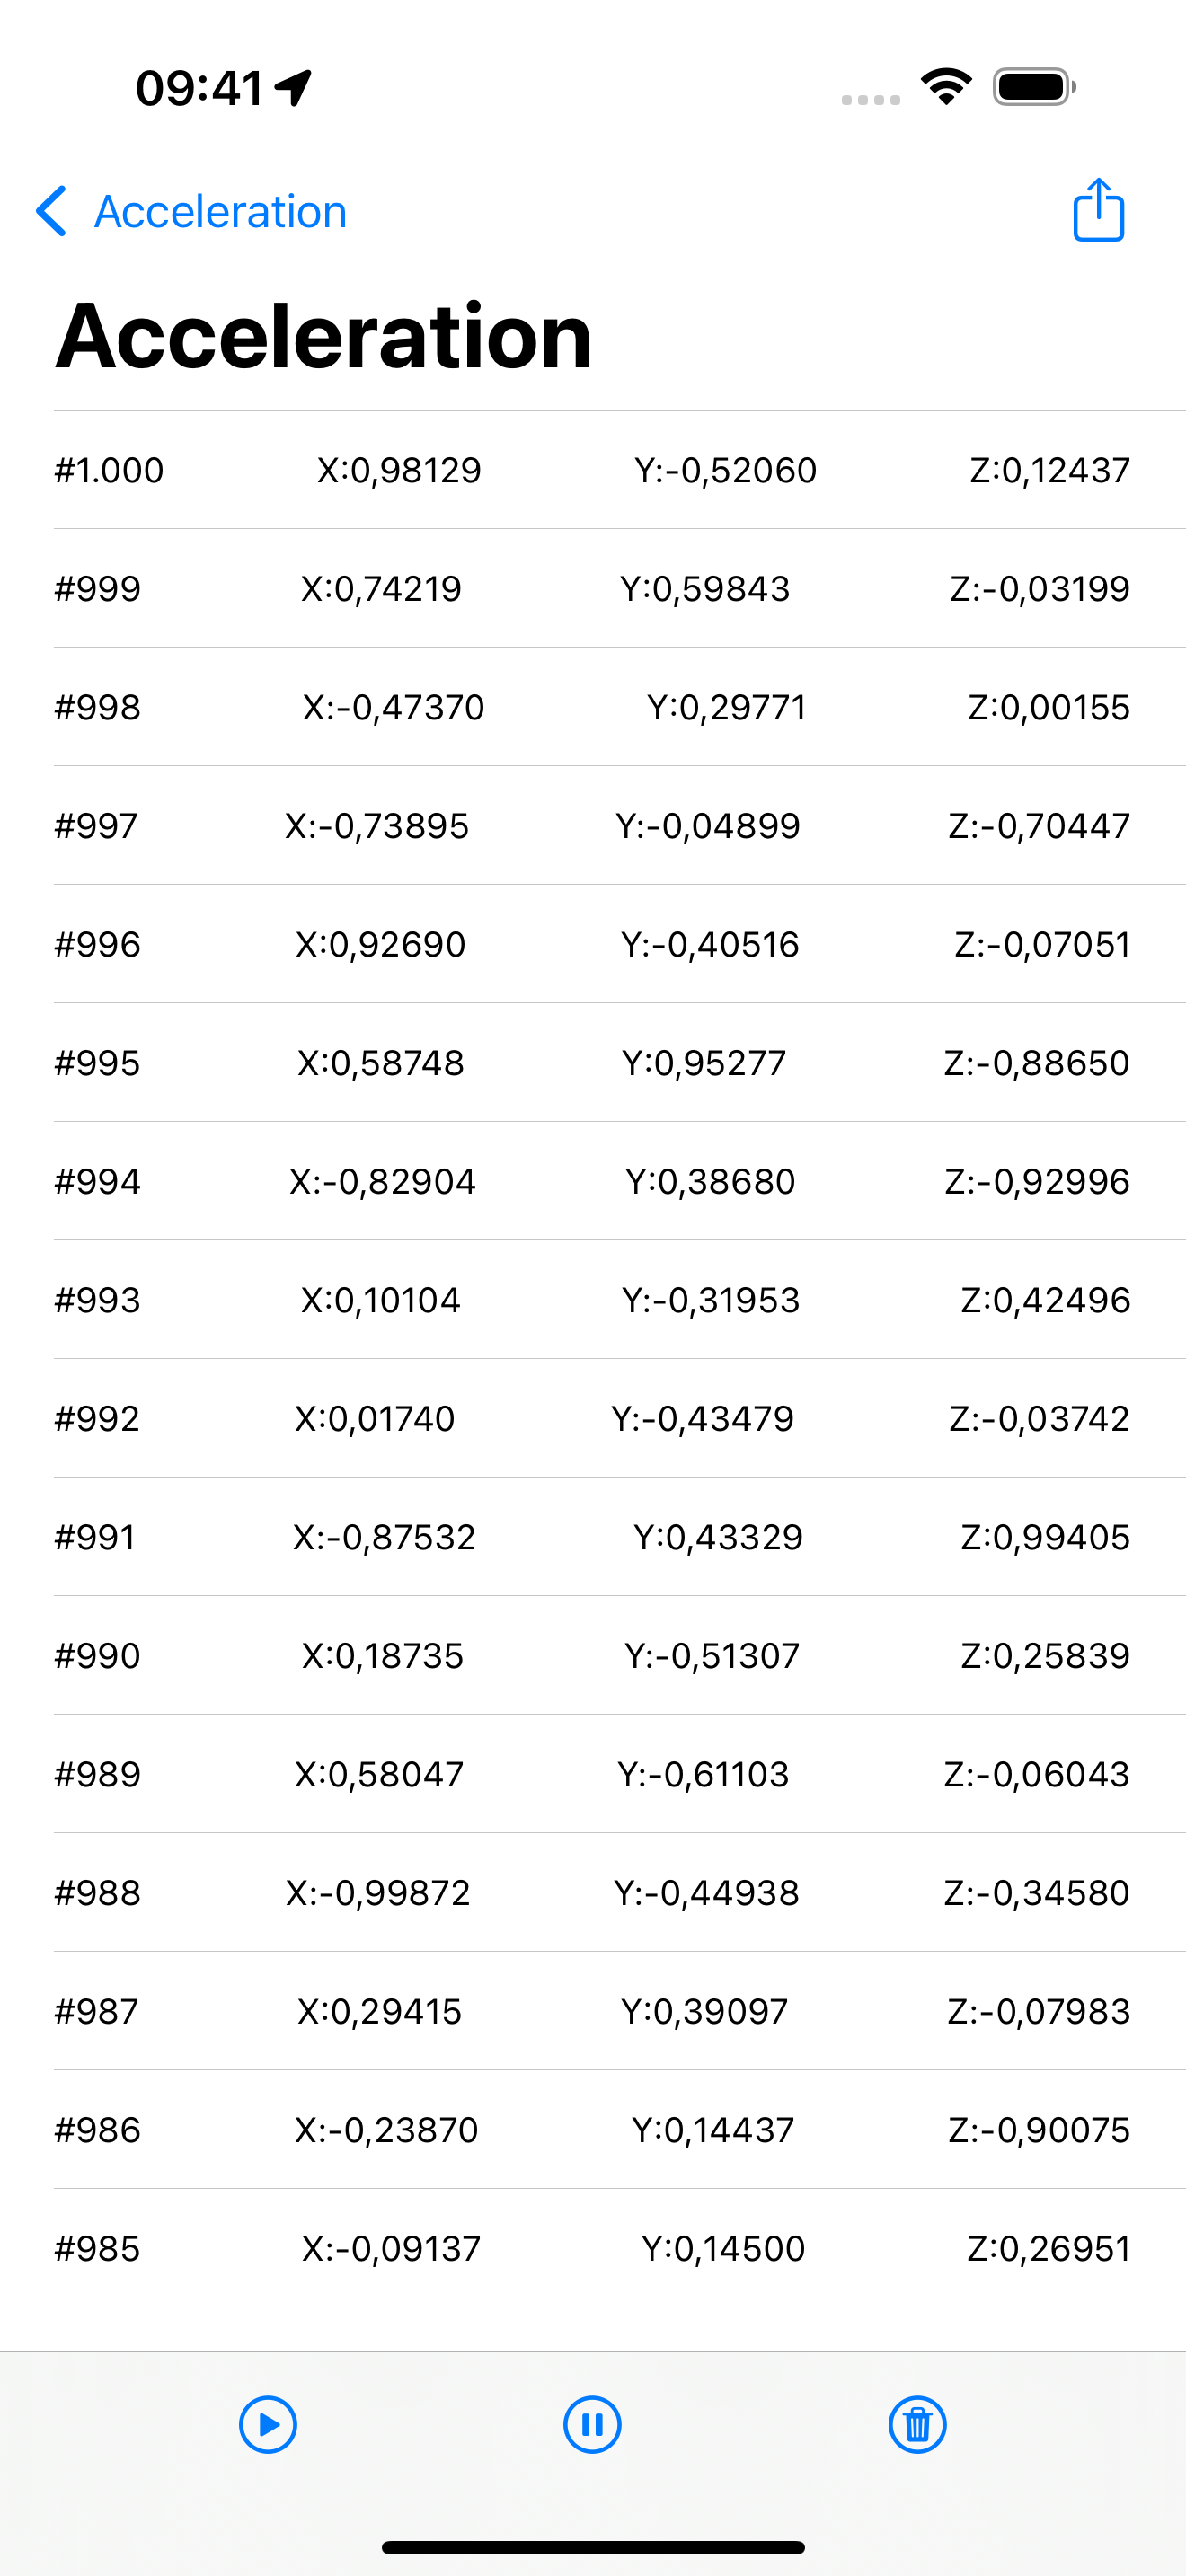 09:41
Acceleration
Acceleration
#1.000 X:0,98129 Y:-0,52060 Z:0,12437
#999 X:0,74219 Y:0,59843 Z:-0,03199
#998 X:-0,47370 Y:0,29771 Z:0,00155
#997 X:-0,73895 Y:-0,04899 Z:-0,70447
#996 X:0,92690 Y:-0,40516 Z:-0,07051
#995 X:0,58748 Y:0,95277 Z:-0,88650
#994 X:-0,82904 Y:0,38680 Z:-0,92996
#993 X:0,10104 Y:-0,31953 Z:0,42496
#992 X:0,01740 Y:-0,43479 Z:-0,03742
#991 X:-0,87532 Y:0,43329 Z:0,99405
#990 X:0,18735 Y:-0,51307 Z:0,25839
#989 X:0,58047 Y:-0,61103 Z:-0,06043
#988 X:-0,99872 Y:-0,44938 Z:-0,34580
#987 X:0,29415 Y:0,39097 Z:-0,07983
#986 X:-0,23870 Y:0,14437 Z:-0,90075
#985 X:-0,09137 Y:0,14500 Z:0,26951